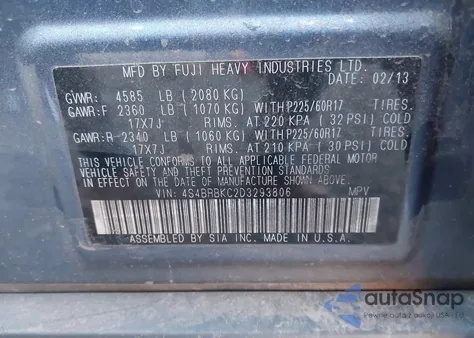 MFD BY FUJI HEAVY INDUSTRIES LTD.
DATE: 02/13
GVWR: 4585 LB (2080 KG)
GAWR:F 2360 LB (1070 KG) WITH P225/60R17 TIRES.
17X7J RIMS. AT 220 KPA (32 PSI) COLD
GAWR:R 2340 LB (1060 KG) WITH P225/60R17 TIRES.
17X7J RIMS. AT 210 KPA (30 PSI) COLD
THIS VEHICLE CONFORMS TO ALL APPLICABLE FEDERAL MOTOR
VEHICLE SAFETY AND THEFT PREVENTION STANDARDS
IN EFFECT ON THE DATE OF MANUFACTURE SHOWN ABOVE.
VIN: 4S4BRBKC2D3293806 MPV
ASSEMBLED BY SIA INC. MADE IN U.S.A.
autoSnap
Pewne auta z USA i EU